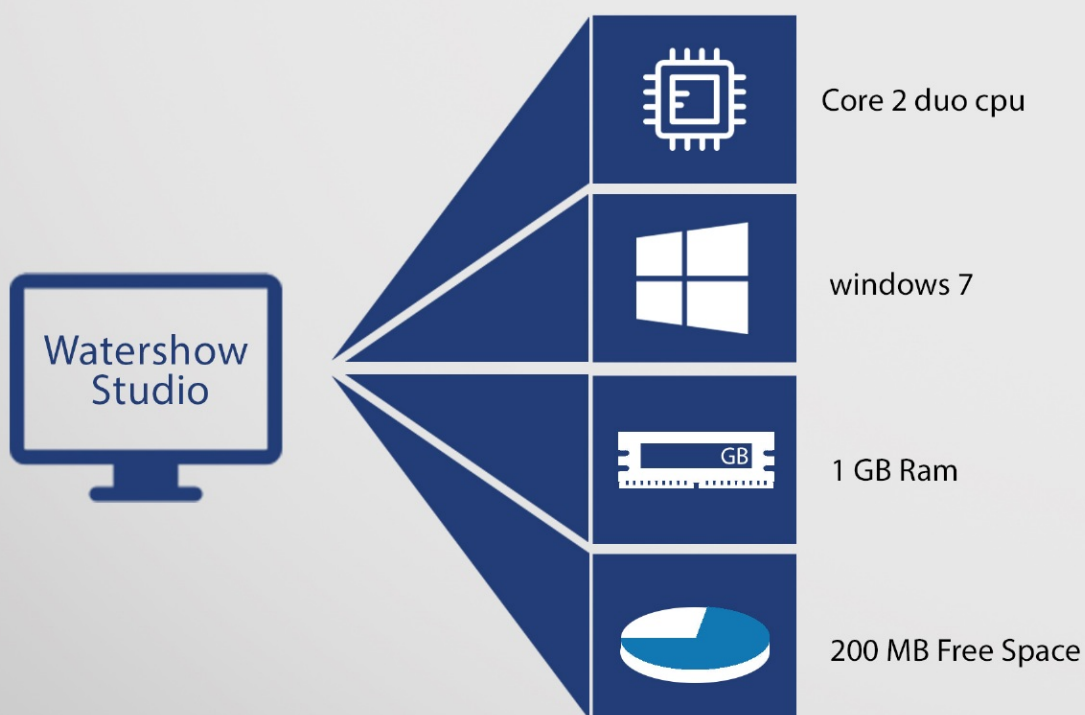 Watershow
Studio
Core 2 duo cpu
windows 7
GB
1 GB Ram
200 MB Free Space